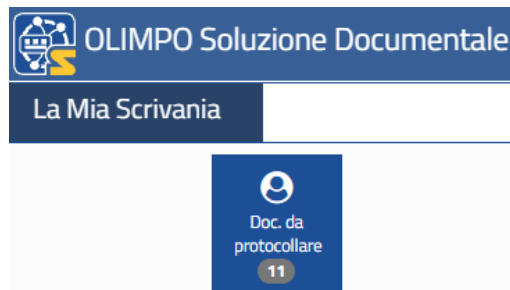 OLIMPO Soluzione Documentale
La Mia Scrivania
Doc. da
protocollare
11